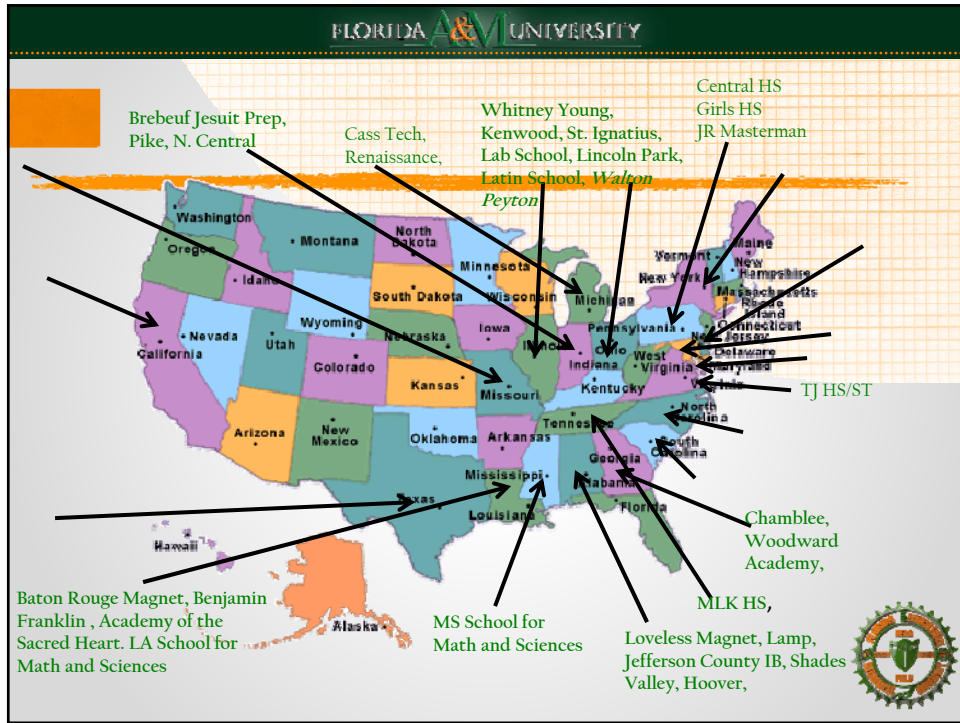 FLORIDA A&M UNIVERSITY
Central HS
Girls HS
JR Masterman
Whitney Young,
Kenwood, St. Ignatius,
Lab School, Lincoln Park,
Latin School, Walton
Peyton
Brebeuf Jesuit Prep,
Pike, N. Central
Cass Tech,
Renaissance,
Washington
Oregon
Idaho
Montana
North
Dakota
South Dakota
Minnesota
Wisconsin
Michigan
Vermont
Maine
New
Hampshire
New York
Massachusetts
Rhode
Island
Connecticut
New
Jersey
Delaware
Maryland
Pennsylvania
Nevada
California
Utah
Wyoming
Colorado
Nebraska
Iowa
Illinois
Indiana
Ohio
West
Virginia
Virginia
Kansas
Missouri
Kentucky
TJ HS/ST
Arizona
New
Mexico
Oklahoma
Arkansas
Tennessee
North
Carolina
South
Carolina
Texas
Louisiana
Mississippi
Alabama
Georgia
Florida
Hawaii
Alaska
Chamblee,
Woodward
Academy,
Baton Rouge Magnet, Benjamin
Franklin , Academy of the
Sacred Heart. LA School for
Math and Sciences
MS School for
Math and Sciences
MLK HS,
Loveless Magnet, Lamp,
Jefferson County IB, Shades
Valley, Hoover,